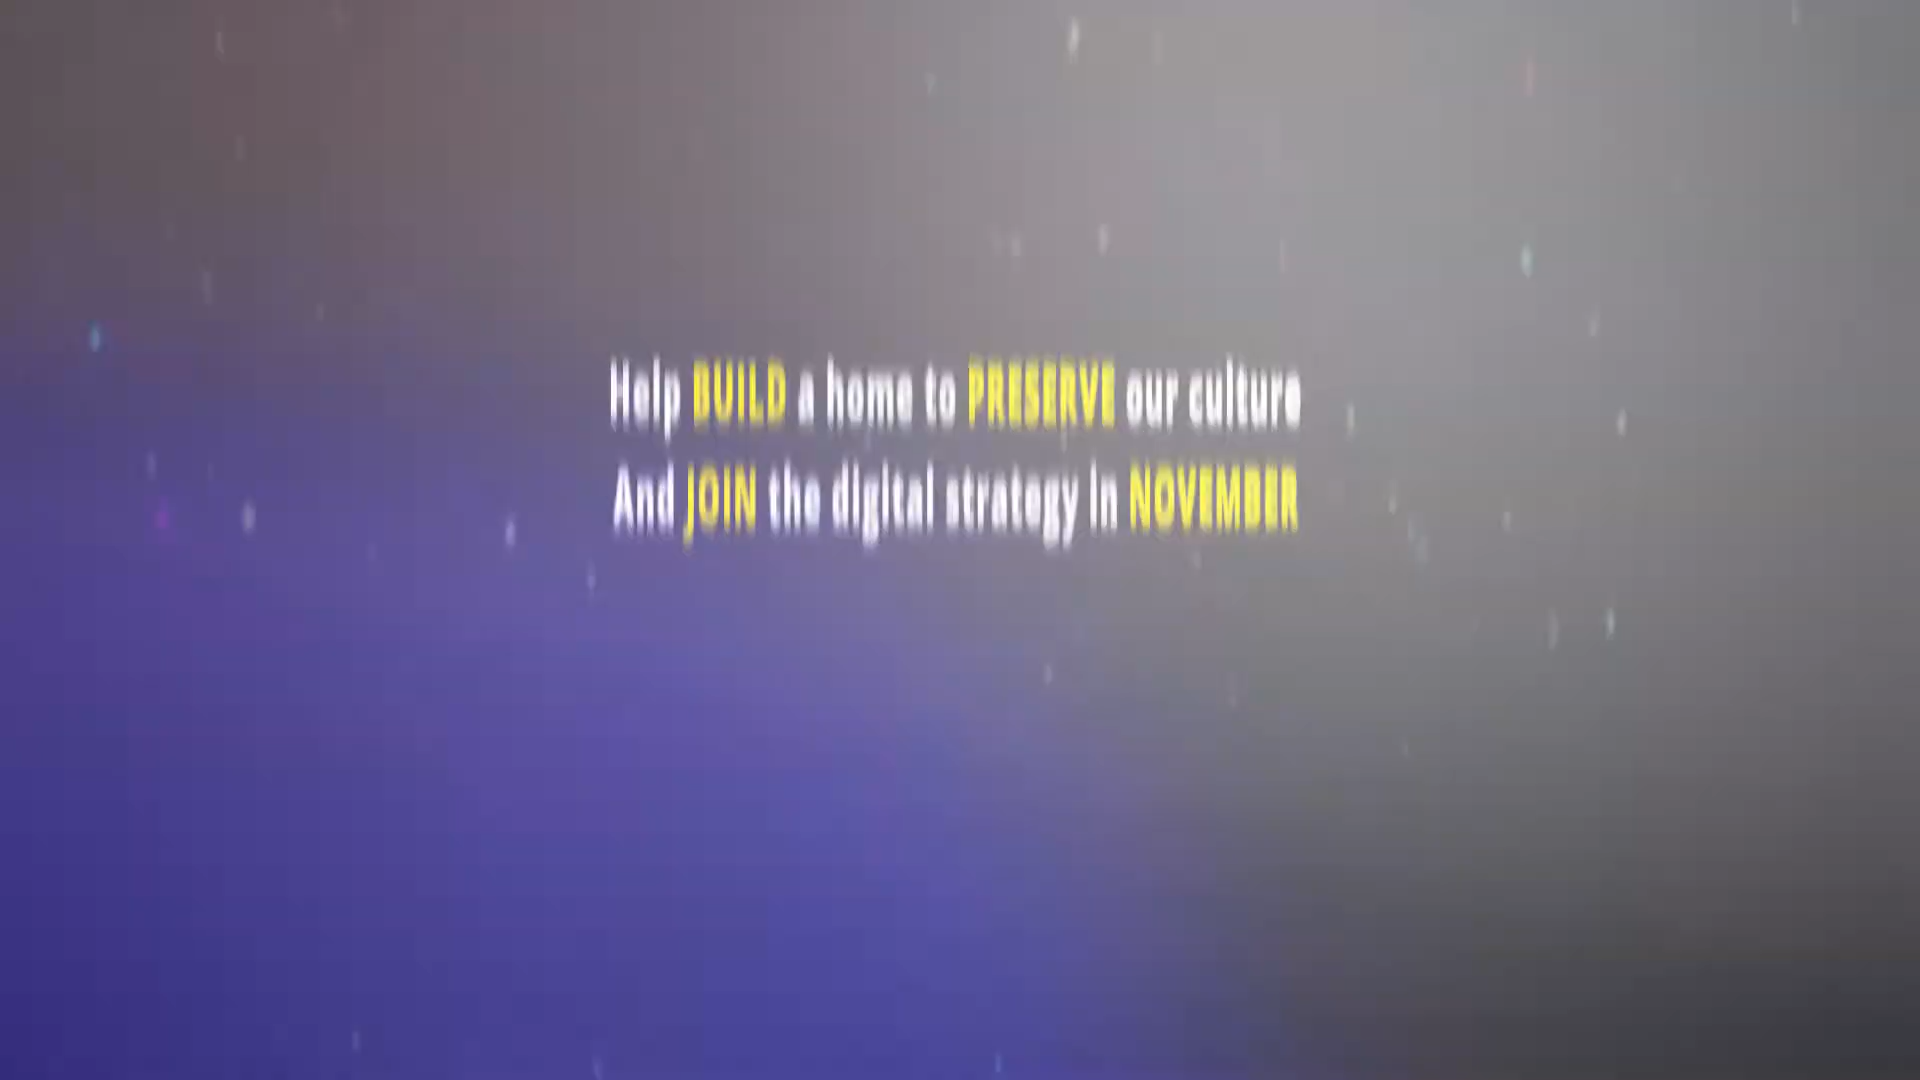 Help BUILD a home to PRESERVE our culture
And JOIN the digital strategy in NOVEMBER